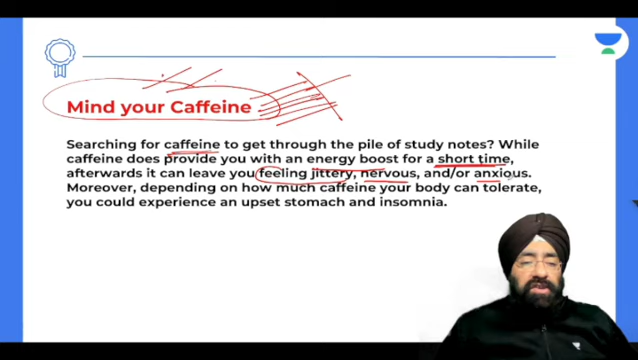 Mind your Caffeine
Searching for caffeine to get through the pile of study notes? While
caffeine does provide you with an energy boost for a short time,
afterwards it can leave you feeling jittery, nervous, and/or anxious.
Moreover, depending on how much caffeine your body can tolerate,
you could experience an upset stomach and insomnia.